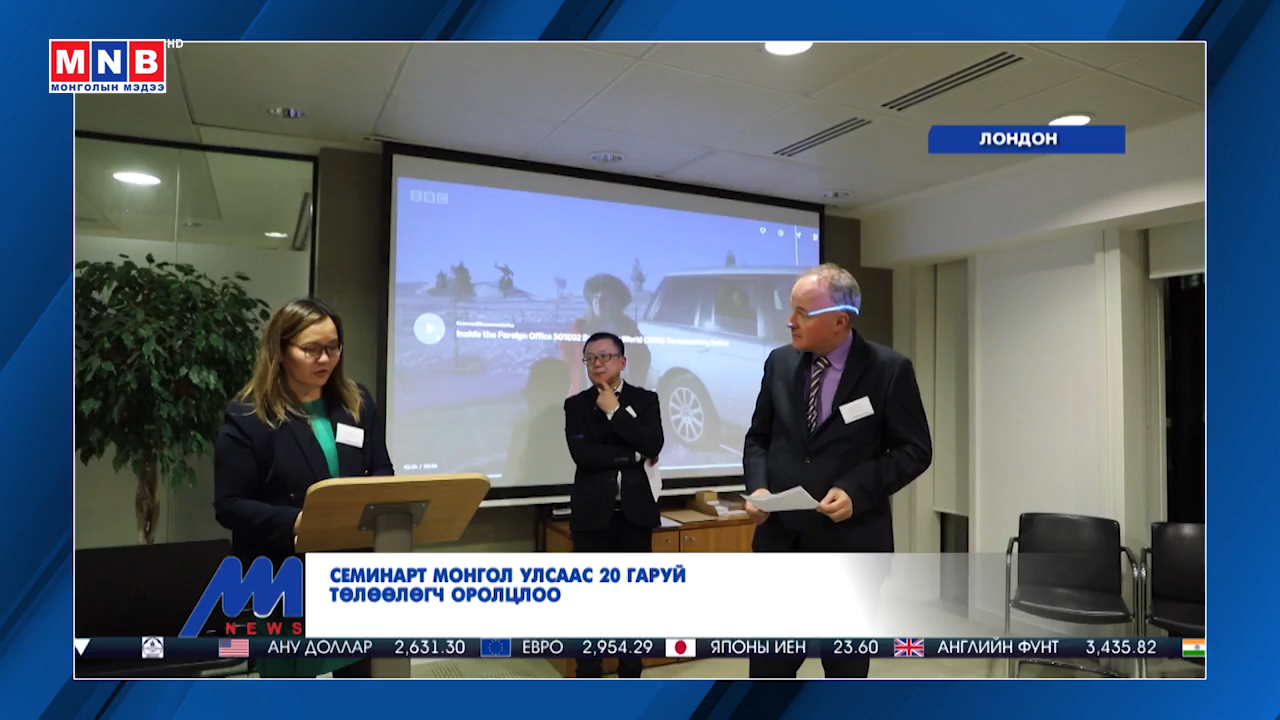 MNB
HD
МОНГОЛЫН МЭДЭЭ
ЛОНДОН
BBC
Inside the Foreign Office S01E02
СЕМИНАРТ МОНГОЛ УЛСААС 20 ГАРУЙ
ТӨЛӨӨЛӨГЧ ОРОЛЦЛОО
NEWS
АНУ ДОЛЛАР 2,631.30 ЕВРО 2,954.29 ЯПОНЫ ИЕН 23.60 АНГЛИЙН ФУНТ 3,435.82